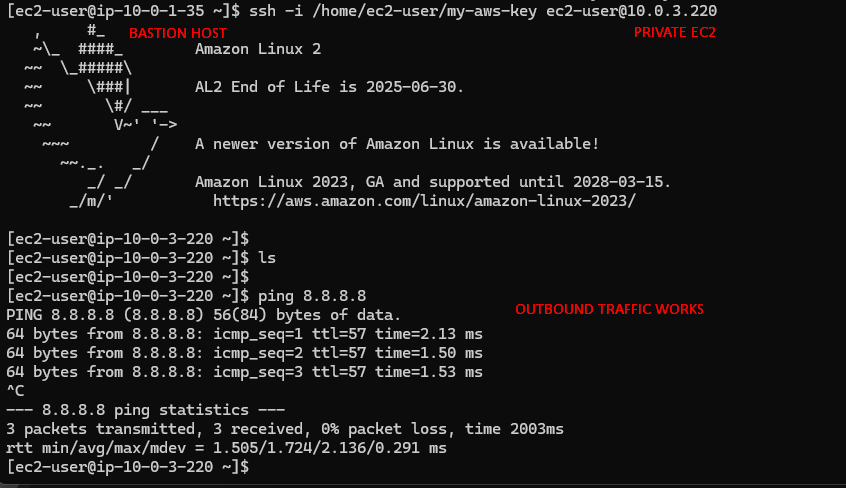 [ec2-user@ip-10-0-1-35 ~]$ ssh -i /home/ec2-user/my-aws-key ec2-user@10.0.3.220
   ,     #_   BASTION HOST   PRIVATE EC2
   ~\_  ####_        Amazon Linux 2
  ~~  \_#####\
  ~~     \###|       AL2 End of Life is 2025-06-30.
  ~~       \#/ ___
   ~~       V~' '->
    ~~~         /    A newer version of Amazon Linux is available!
      ~~._.   _/
         _/ _/       Amazon Linux 2023, GA and supported until 2028-03-15.
       _/m/'           https://aws.amazon.com/linux/amazon-linux-2023/
[ec2-user@ip-10-0-3-220 ~]$
[ec2-user@ip-10-0-3-220 ~]$ ls
[ec2-user@ip-10-0-3-220 ~]$
[ec2-user@ip-10-0-3-220 ~]$ ping 8.8.8.8
PING 8.8.8.8 (8.8.8.8) 56(84) bytes of data.   OUTBOUND TRAFFIC WORKS
64 bytes from 8.8.8.8: icmp_seq=1 ttl=57 time=2.13 ms
64 bytes from 8.8.8.8: icmp_seq=2 ttl=57 time=1.50 ms
64 bytes from 8.8.8.8: icmp_seq=3 ttl=57 time=1.53 ms
^C
--- 8.8.8.8 ping statistics ---
3 packets transmitted, 3 received, 0% packet loss, time 2003ms
rtt min/avg/max/mdev = 1.505/1.724/2.136/0.291 ms
[ec2-user@ip-10-0-3-220 ~]$